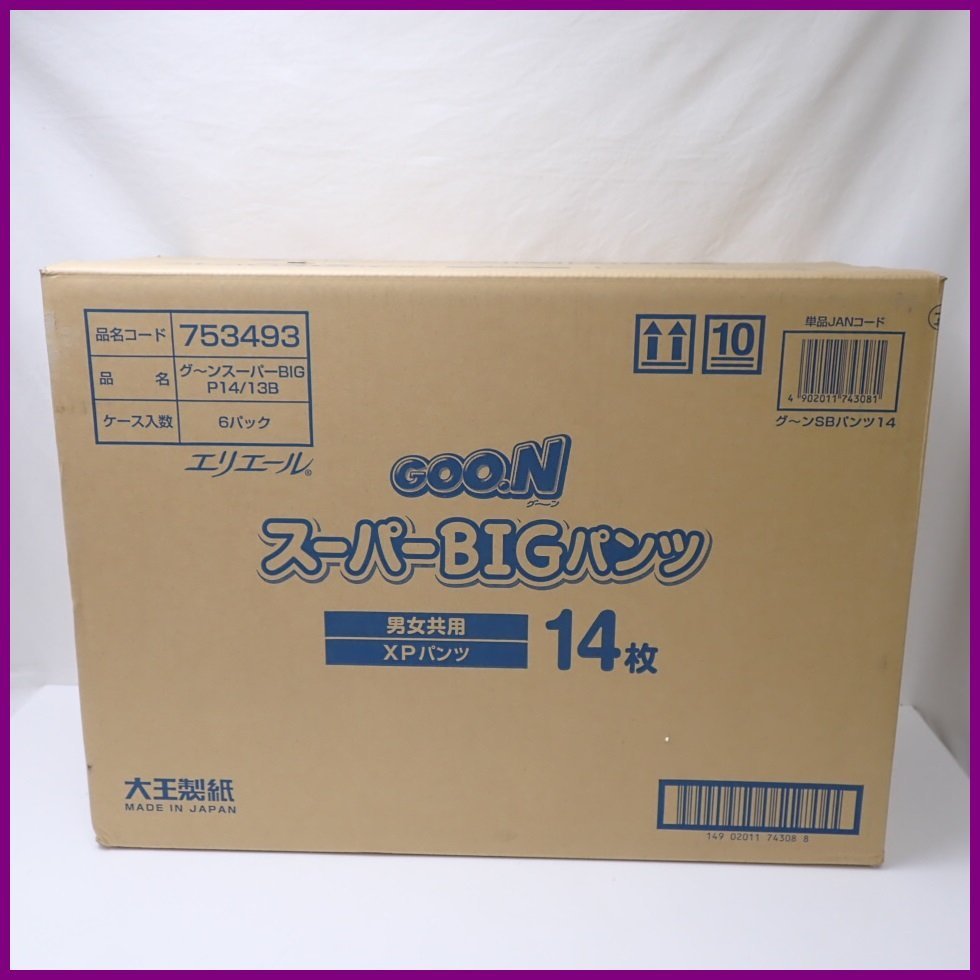 品名コード 753493
品 名 グ〜ンスーパーBIG
P14/13B
ケース入数 6パック
エリエール®
10
単品JANコード
4 902011 743081
グ〜ンSBパンツ14
GOO.N
グ〜ン
スーパーBIGパンツ
男女共用
XPパンツ
14枚
大王製紙
MADE IN JAPAN
149 02011 74308 8